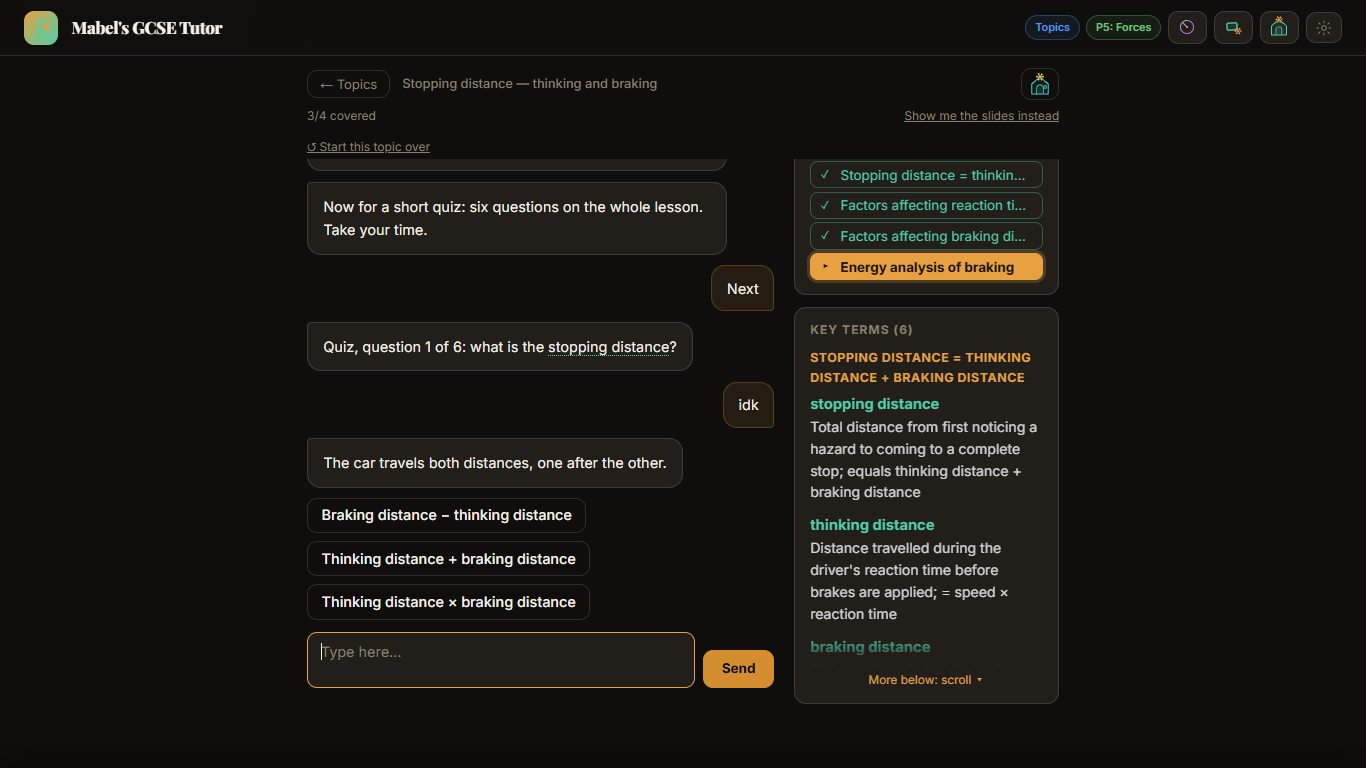 Mabel's GCSE Tutor
Topics
P5: Forces
← Topics
Stopping distance — thinking and braking
3/4 covered
Show me the slides instead
↺ Start this topic over
Now for a short quiz: six questions on the whole lesson.
Take your time.
Next
Quiz, question 1 of 6: what is the stopping distance?
idk
The car travels both distances, one after the other.
Braking distance − thinking distance
Thinking distance + braking distance
Thinking distance × braking distance
Type here...
Send
✓ Stopping distance = thinkin...
✓ Factors affecting reaction ti...
✓ Factors affecting braking di...
▸ Energy analysis of braking
KEY TERMS (6)
STOPPING DISTANCE = THINKING
DISTANCE + BRAKING DISTANCE
stopping distance
Total distance from first noticing a
hazard to coming to a complete
stop; equals thinking distance +
braking distance
thinking distance
Distance travelled during the
driver's reaction time before
brakes are applied; = speed ×
reaction time
braking distance
More below: scroll ▾